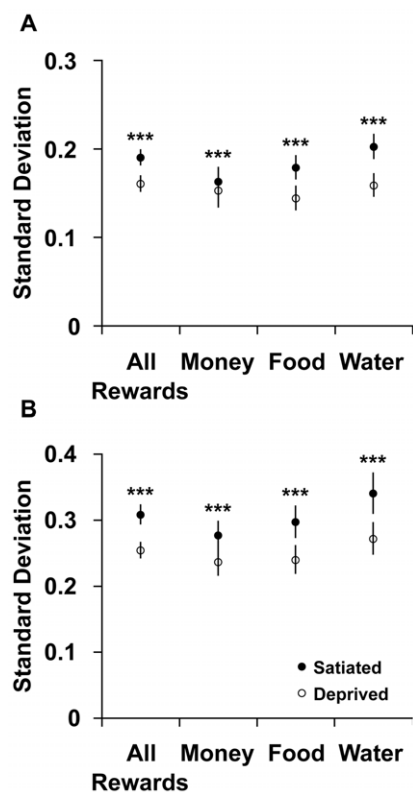 A
0.3
*** *** *** ***
0.2
0.1
0
Standard Deviation
All Money Food Water
Rewards
B
0.4
*** *** *** ***
0.3
0.2
0.1
0
Standard Deviation
Satiated
Deprived
All Money Food Water
Rewards